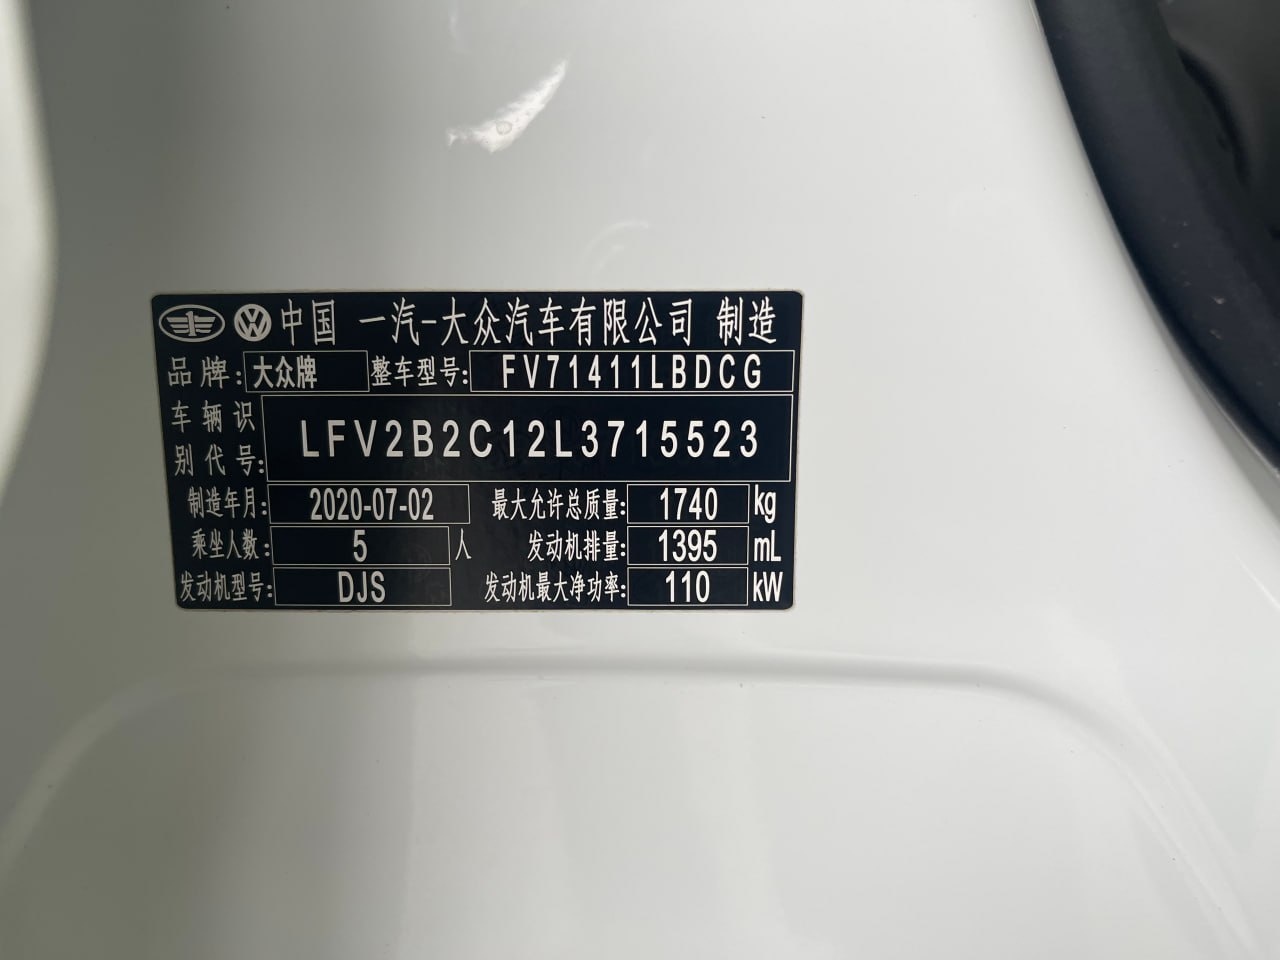 中国 一汽-大众汽车有限公司 制造
品牌: 大众牌 整车型号: FV71411LBDCG
车辆识别代号: LFV2B2C12L3715523
制造年月: 2020-07-02 最大允许总质量: 1740 kg
乘坐人数: 5 人 发动机排量: 1395 mL
发动机型号: DJS 发动机最大净功率: 110 kW